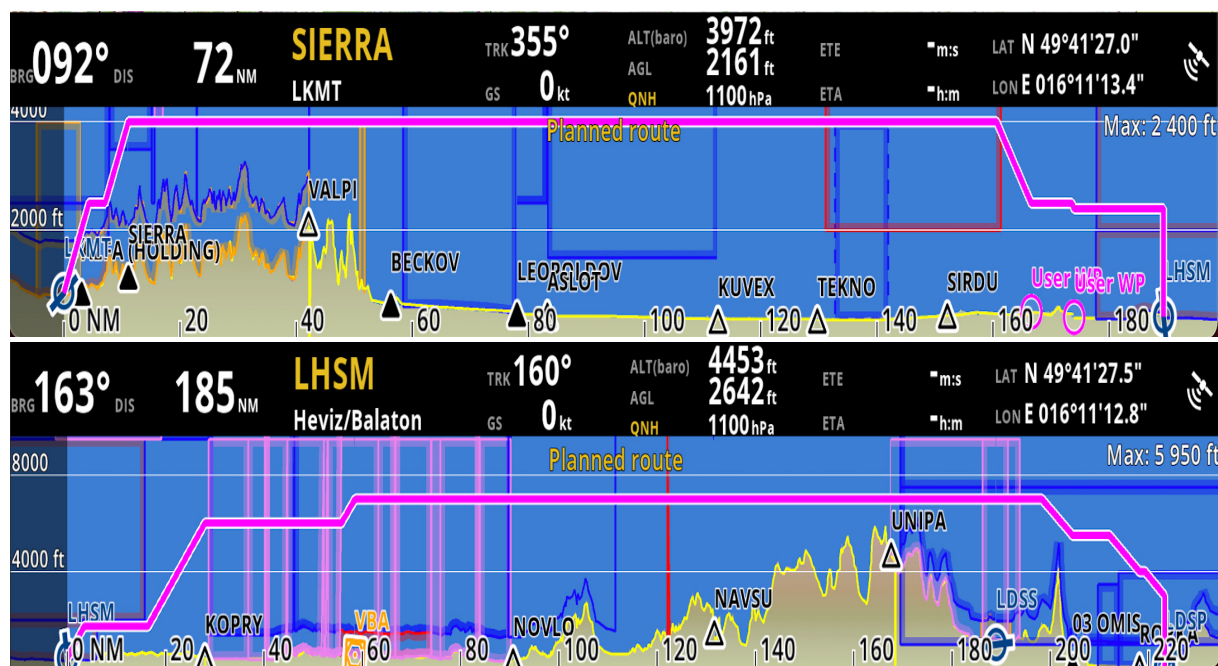 BRG 092° DIS 72 NM SIERRA TRK 355° ALT(baro) 3972 ft ETE - m:s LAT N 49°41'27.0"
LKMT GS 0 kt AGL 2161 ft
QNH 1100 hPa ETA - h:m LON E 016°11'13.4"
4000 Planned route Max: 2 400 ft
2000 ft VALPI
LKMT SIERRA
A (HOLDING) BECKOV LEOPOLDOV ASLOT KUVEX TEKNO SIRDU User WP User WP LHSM
0 NM 20 40 60 80 100 120 140 160 180
BRG 163° DIS 185 NM LHSM TRK 160° ALT(baro) 4453 ft ETE - m:s LAT N 49°41'27.5"
Heviz/Balaton GS 0 kt AGL 2642 ft
QNH 1100 hPa ETA - h:m LON E 016°11'12.8"
8000 Planned route Max: 5 950 ft
4000 ft UNIPA
LHSM KOPRY VBA NOVLO NAVSU LDSS 03 OMIS DSP
0 NM 20 40 60 80 100 120 140 160 180 200 220